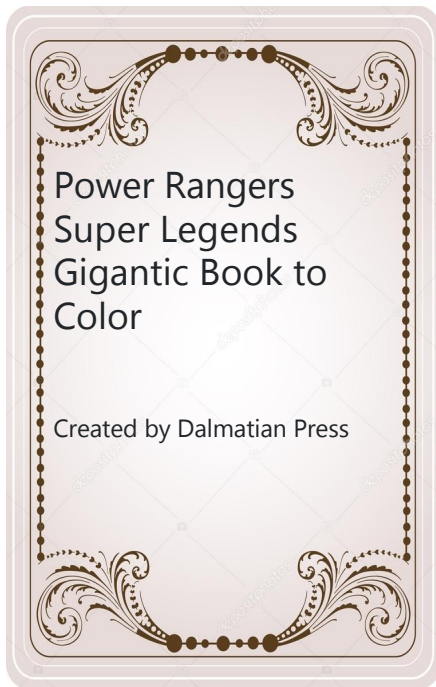 Power Rangers
Super Legends
Gigantic Book to
Color
Created by Dalmatian Press